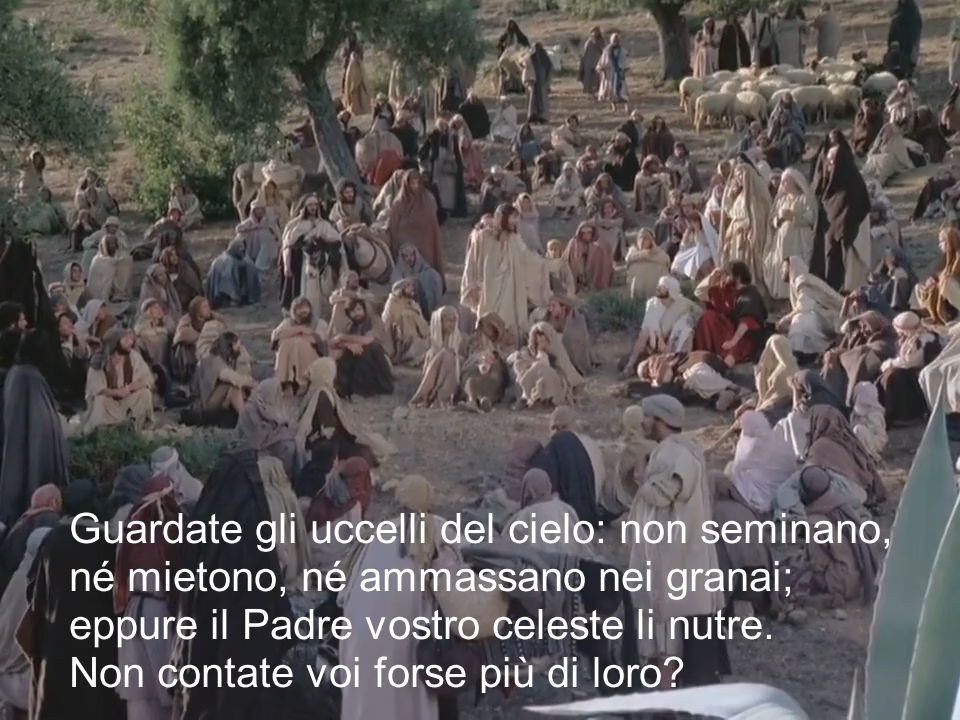 Guardate gli uccelli del cielo: non seminano,
né mietono, né ammassano nei granai;
eppure il Padre vostro celeste li nutre.
Non contate voi forse più di loro?